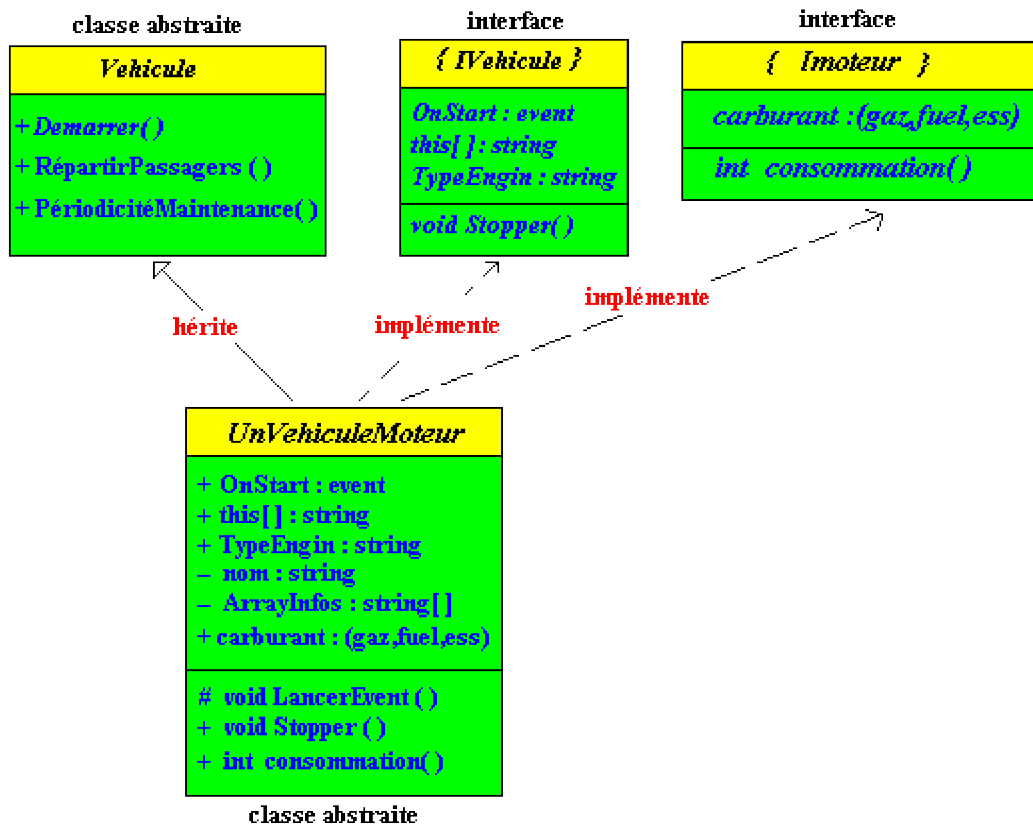 classe abstraite
Vehicule
+ Demarrer()
+ RépartirPassagers ()
+ PériodicitéMaintenance()
interface
{ IVehicule }
OnStart : event
this[ ] : string
TypeEngin : string
void Stopper()
interface
{ Imoteur }
carburant :(gaz,fuel,ess)
int consommation()
hérite
implémente
implémente
UnVehiculeMoteur
+ OnStart : event
+ this[ ] : string
+ TypeEngin : string
– nom : string
– ArrayInfos : string[ ]
+ carburant : (gaz,fuel,ess)
# void LancerEvent ()
+ void Stopper ()
+ int consommation()
classe abstraite